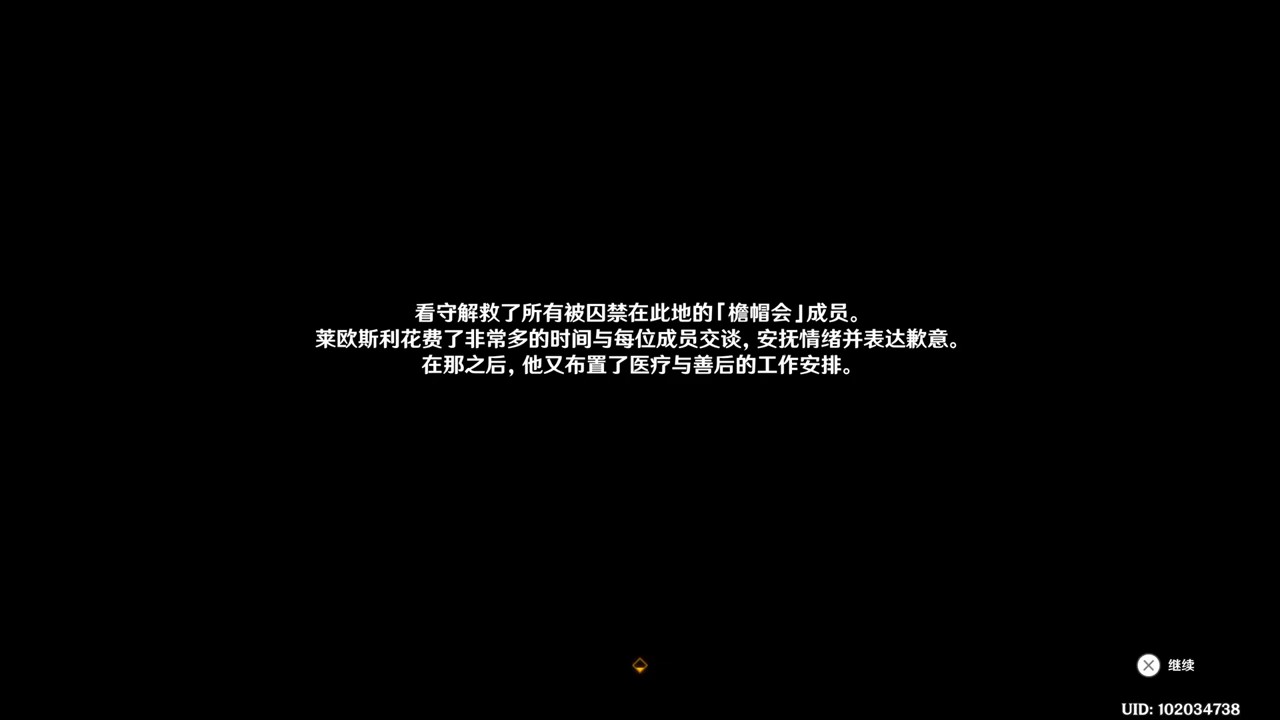 看守解救了所有被囚禁在此地的「檐帽会」成员。
莱欧斯利花费了非常多的时间与每位成员交谈，安抚情绪并表达歉意。
在那之后，他又布置了医疗与善后的工作安排。
继续
UID: 102034738